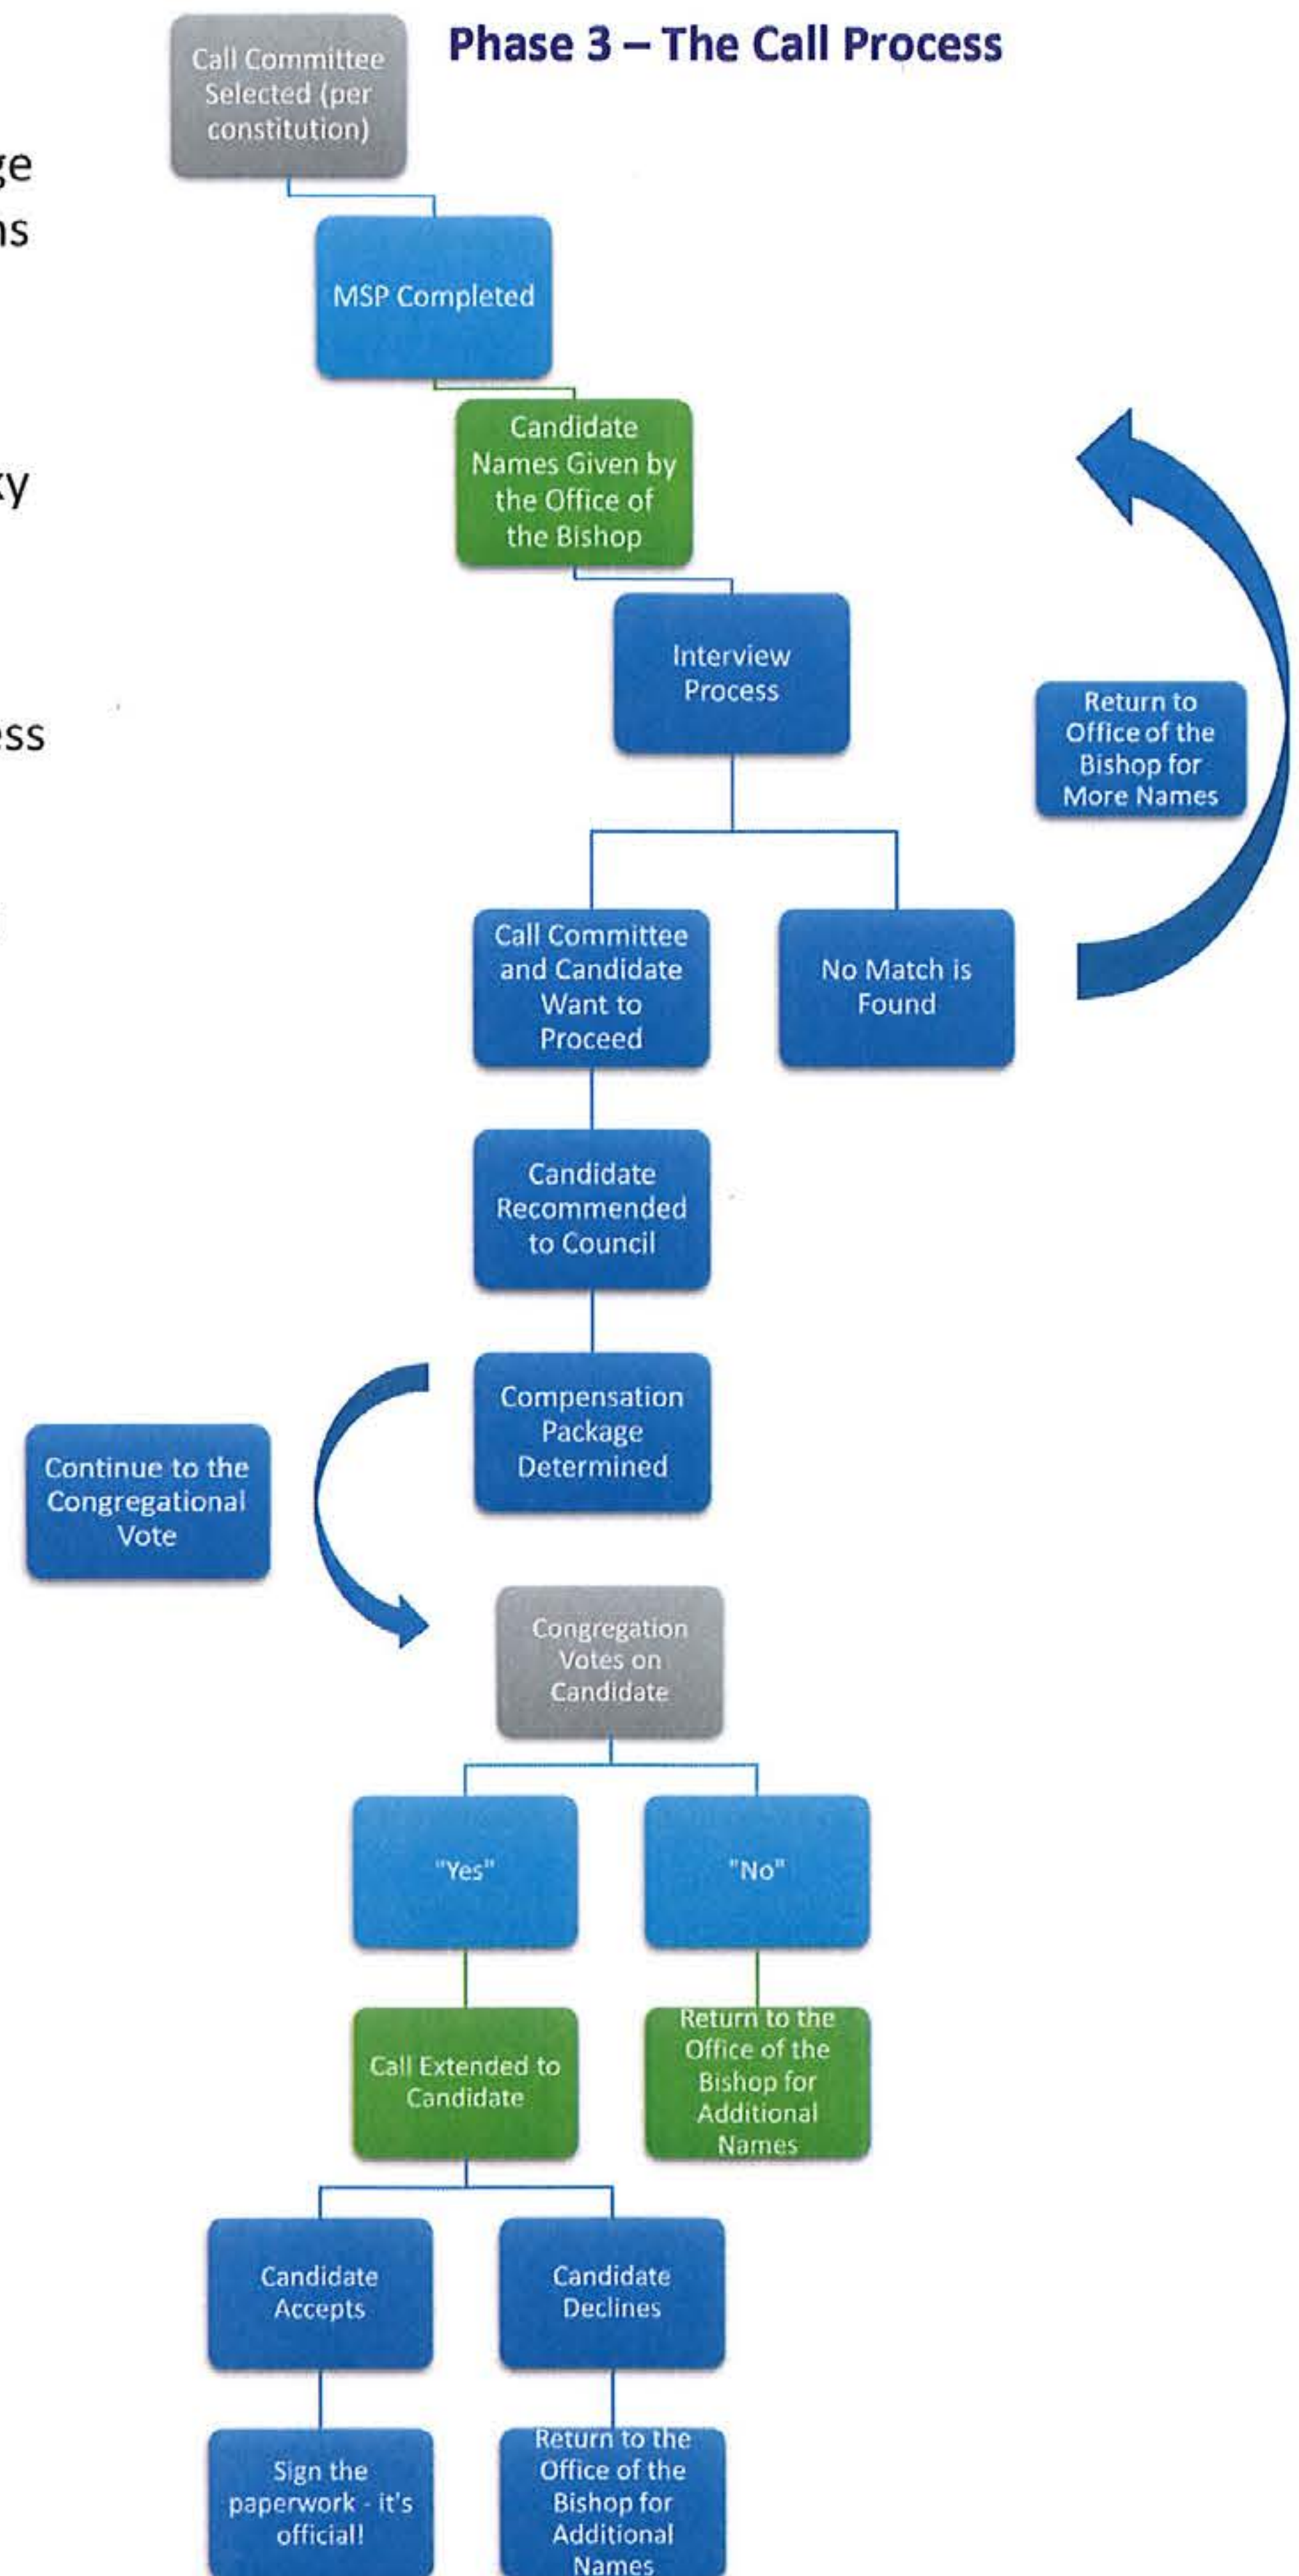 Phase 3 – The Call Process
Call Committee
Selected (per
constitution)
MSP Completed
Candidate
Names Given by
the Office of
the Bishop
Interview
Process
Return to
Office of the
Bishop for
More Names
Call Committee
and Candidate
Want to
Proceed
No Match is
Found
Candidate
Recommended
to Council
Compensation
Package
Determined
Continue to the
Congregational
Vote
Congregation
Votes on
Candidate
"Yes"
"No"
Call Extended to
Candidate
Return to the
Office of the
Bishop for
Additional
Names
Candidate
Accepts
Candidate
Declines
Sign the
paperwork - it's
official!
Return to the
Office of the
Bishop for
Additional
Names